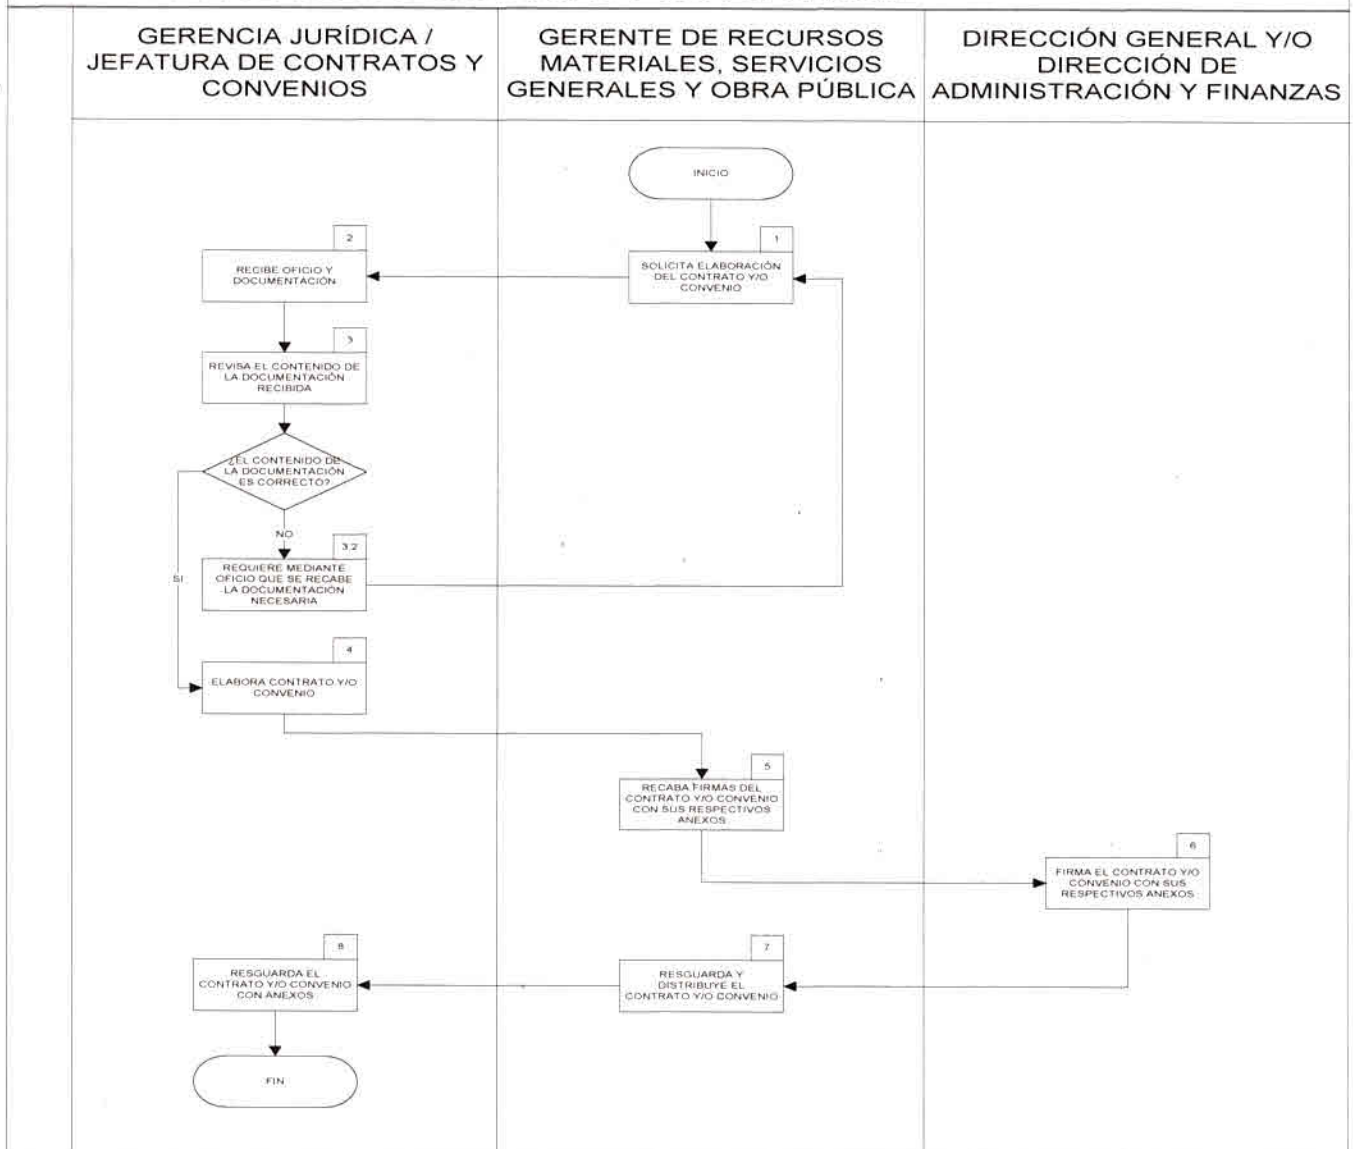 GERENCIA JURÍDICA /
JEFATURA DE CONTRATOS Y
CONVENIOS
GERENTE DE RECURSOS
MATERIALES, SERVICIOS
GENERALES Y OBRA PÚBLICA
DIRECCIÓN GENERAL Y/O
DIRECCIÓN DE
ADMINISTRACIÓN Y FINANZAS
INICIO
1
SOLICITA ELABORACIÓN
DEL CONTRATO Y/O
CONVENIO
2
RECIBE OFICIO Y
DOCUMENTACIÓN
3
REVISA EL CONTENIDO DE
LA DOCUMENTACIÓN
RECIBIDA
¿EL CONTENIDO DE
LA DOCUMENTACIÓN
ES CORRECTO?
NO
SI
3.2
REQUIERE MEDIANTE
OFICIO QUE SE RECABE
LA DOCUMENTACIÓN
NECESARIA
4
ELABORA CONTRATO Y/O
CONVENIO
5
RECABA FIRMAS DEL
CONTRATO Y/O CONVENIO
CON SUS RESPECTIVOS
ANEXOS
6
FIRMA EL CONTRATO Y/O
CONVENIO CON SUS
RESPECTIVOS ANEXOS
7
RESGUARDA Y
DISTRIBUYE EL
CONTRATO Y/O CONVENIO
8
RESGUARDA EL
CONTRATO Y/O CONVENIO
CON ANEXOS
FIN